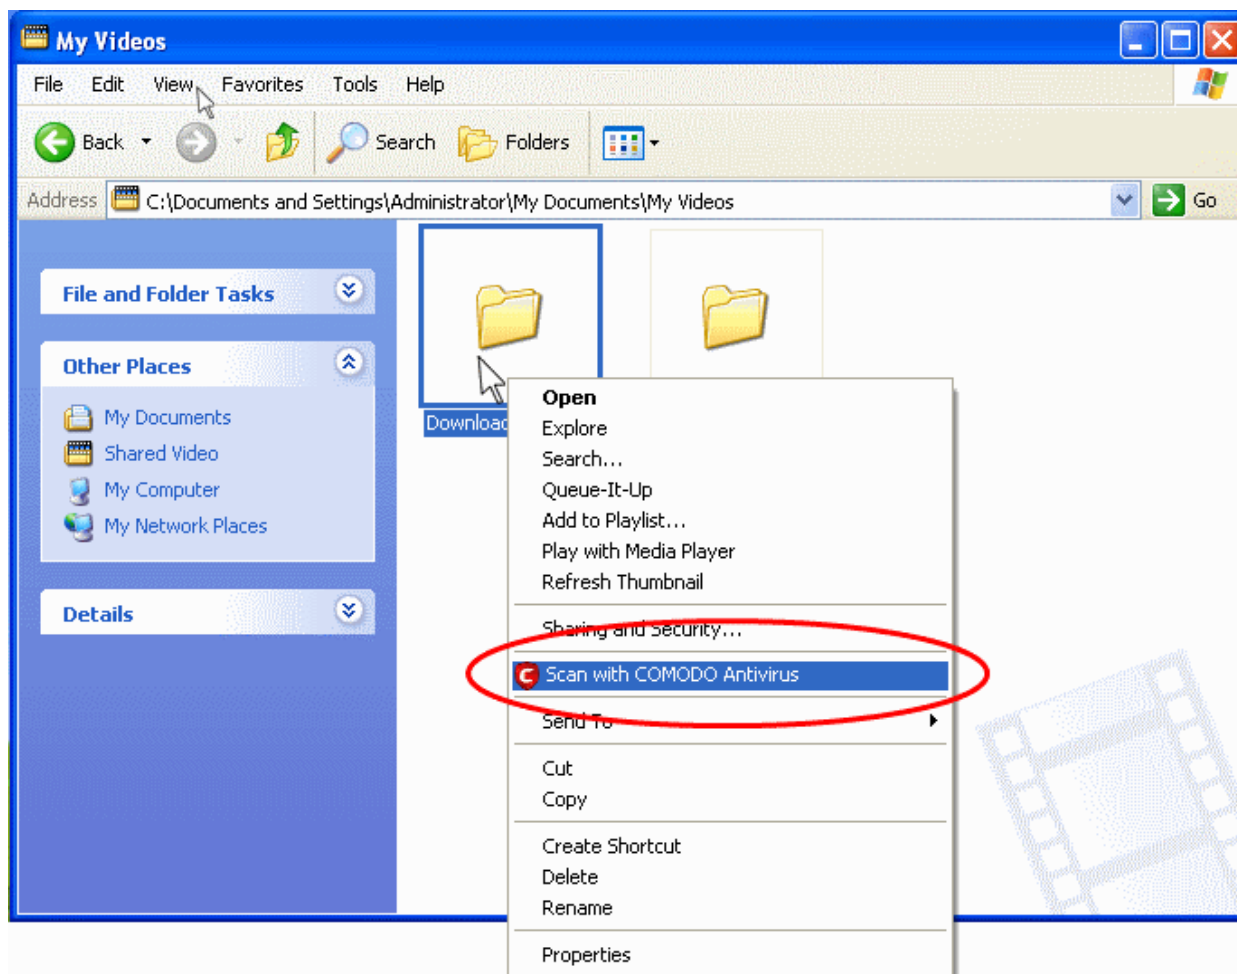 My Videos
File Edit View Favorites Tools Help
Back Search Folders
Address C:\Documents and Settings\Administrator\My Documents\My Videos Go
File and Folder Tasks
Other Places
My Documents
Shared Video
My Computer
My Network Places
Details
Download
Open
Explore
Search...
Queue-It-Up
Add to Playlist...
Play with Media Player
Refresh Thumbnail
Sharing and Security...
C Scan with COMODO Antivirus
Send To
Cut
Copy
Create Shortcut
Delete
Rename
Properties